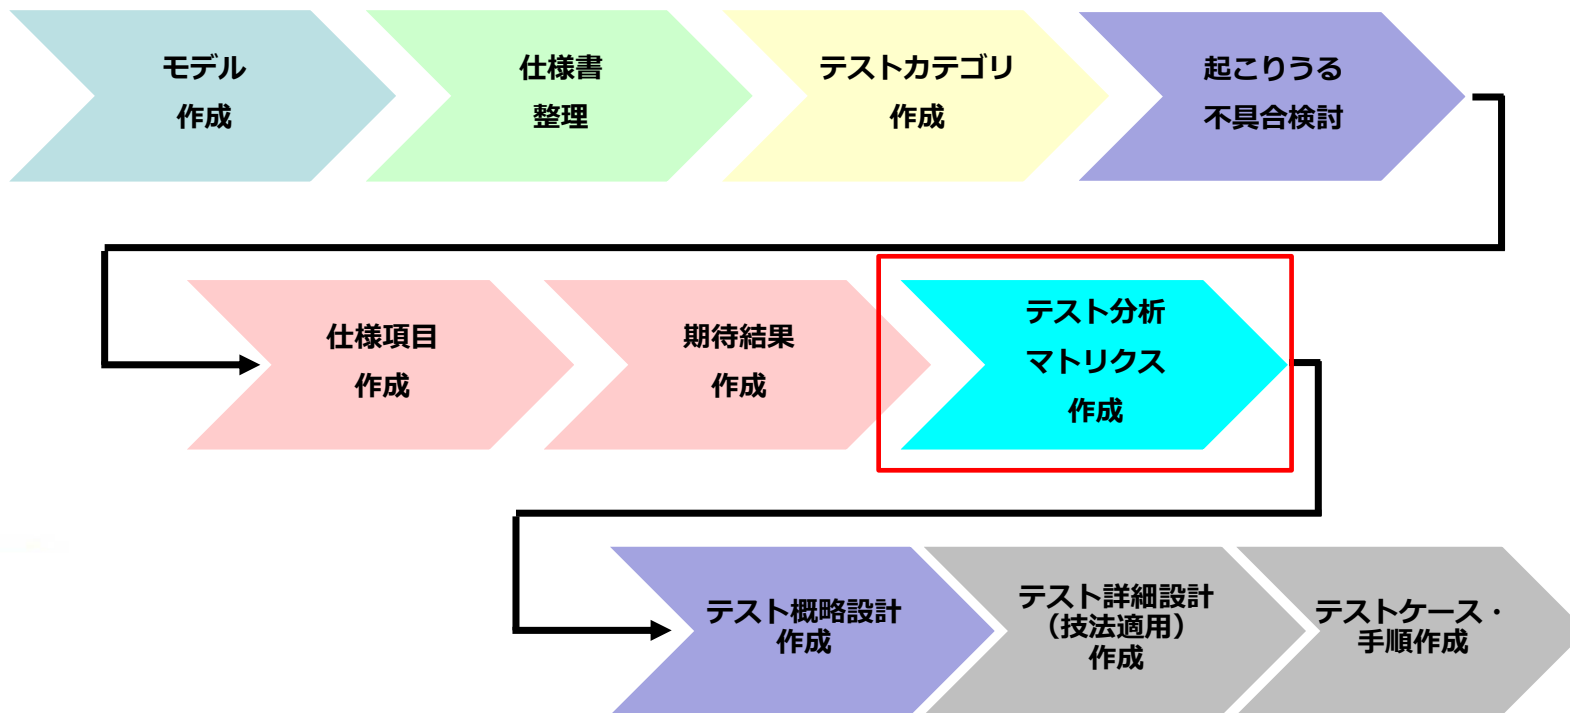 モデル
作成
仕様書
整理
テストカテゴリ
作成
起こりうる
不具合検討
仕様項目
作成
期待結果
作成
テスト分析
マトリクス
作成
テスト概略設計
作成
テスト詳細設計
（技法適用）
作成
テストケース・
手順作成